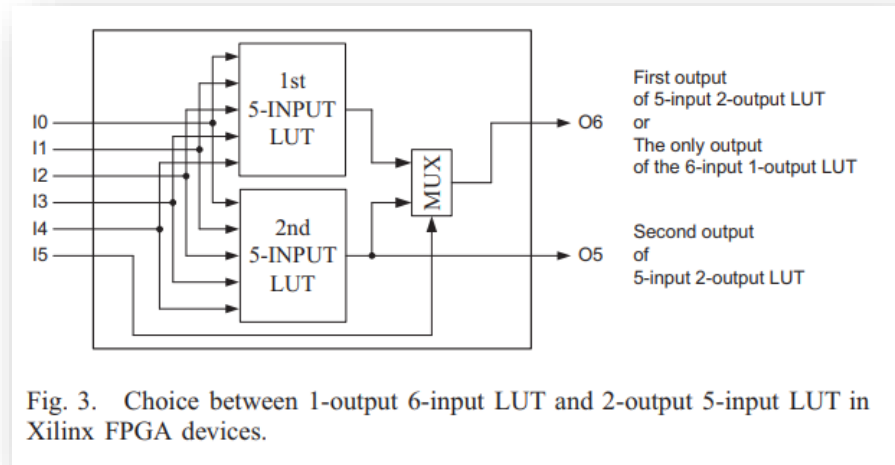 1st
5-INPUT
LUT
I0
I1
I2
I3
I4
I5
2nd
5-INPUT
LUT
MUX
O6
O5
First output
of 5-input 2-output LUT
or
The only output
of the 6-input 1-output LUT
Second output
of
5-input 2-output LUT
Fig. 3. Choice between 1-output 6-input LUT and 2-output 5-input LUT in
Xilinx FPGA devices.